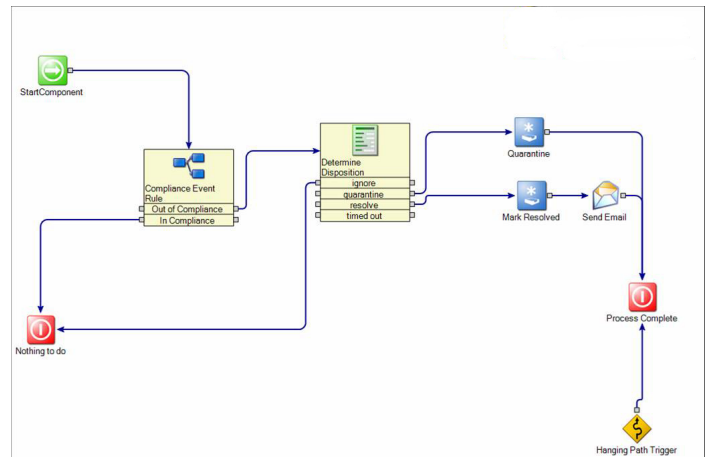 StartComponent
Compliance Event
Rule
Out of Compliance
In Compliance
Determine
Disposition
ignore
quarantine
resolve
timed out
Quarantine
Mark Resolved
Send Email
Process Complete
Nothing to do
Hanging Path Trigger